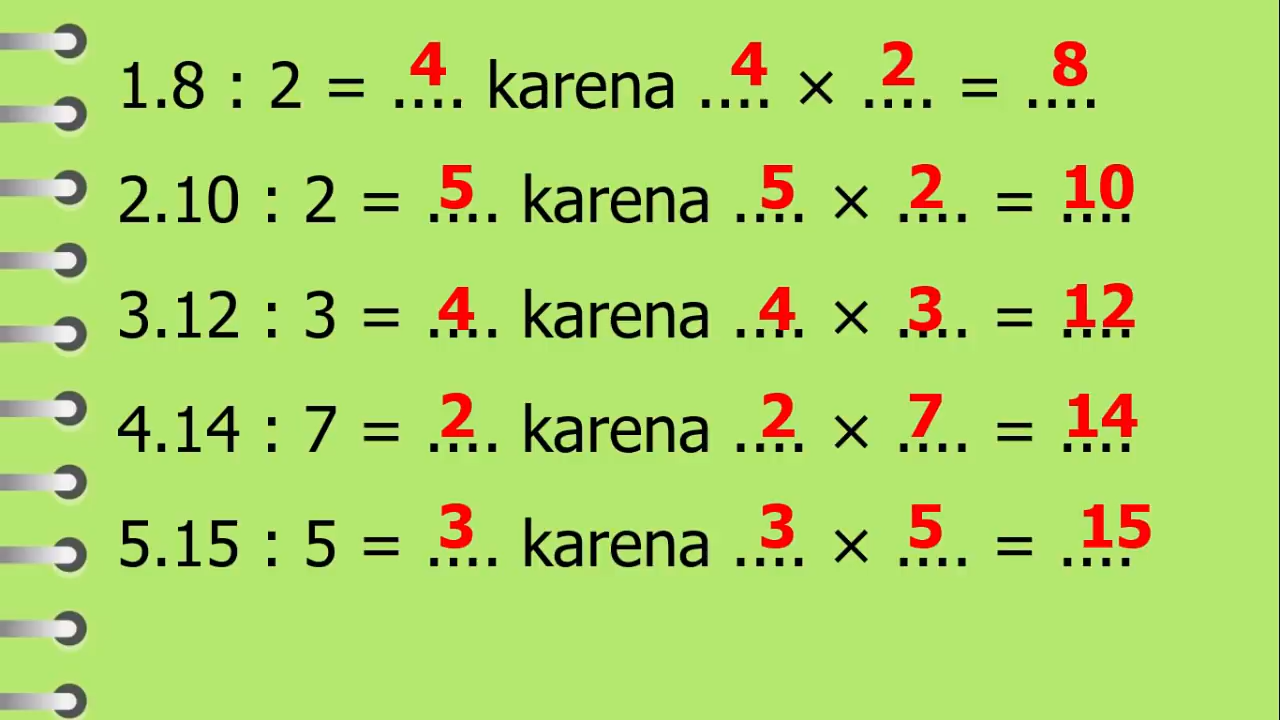 1.8 : 2 = .4... karena .4... × .2... = .8...
2.10 : 2 = .5... karena .5... × .2... = .10...
3.12 : 3 = .4... karena .4... × .3... = .12...
4.14 : 7 = .2... karena .2... × .7... = .14...
5.15 : 5 = .3... karena .3... × .5... = .15...